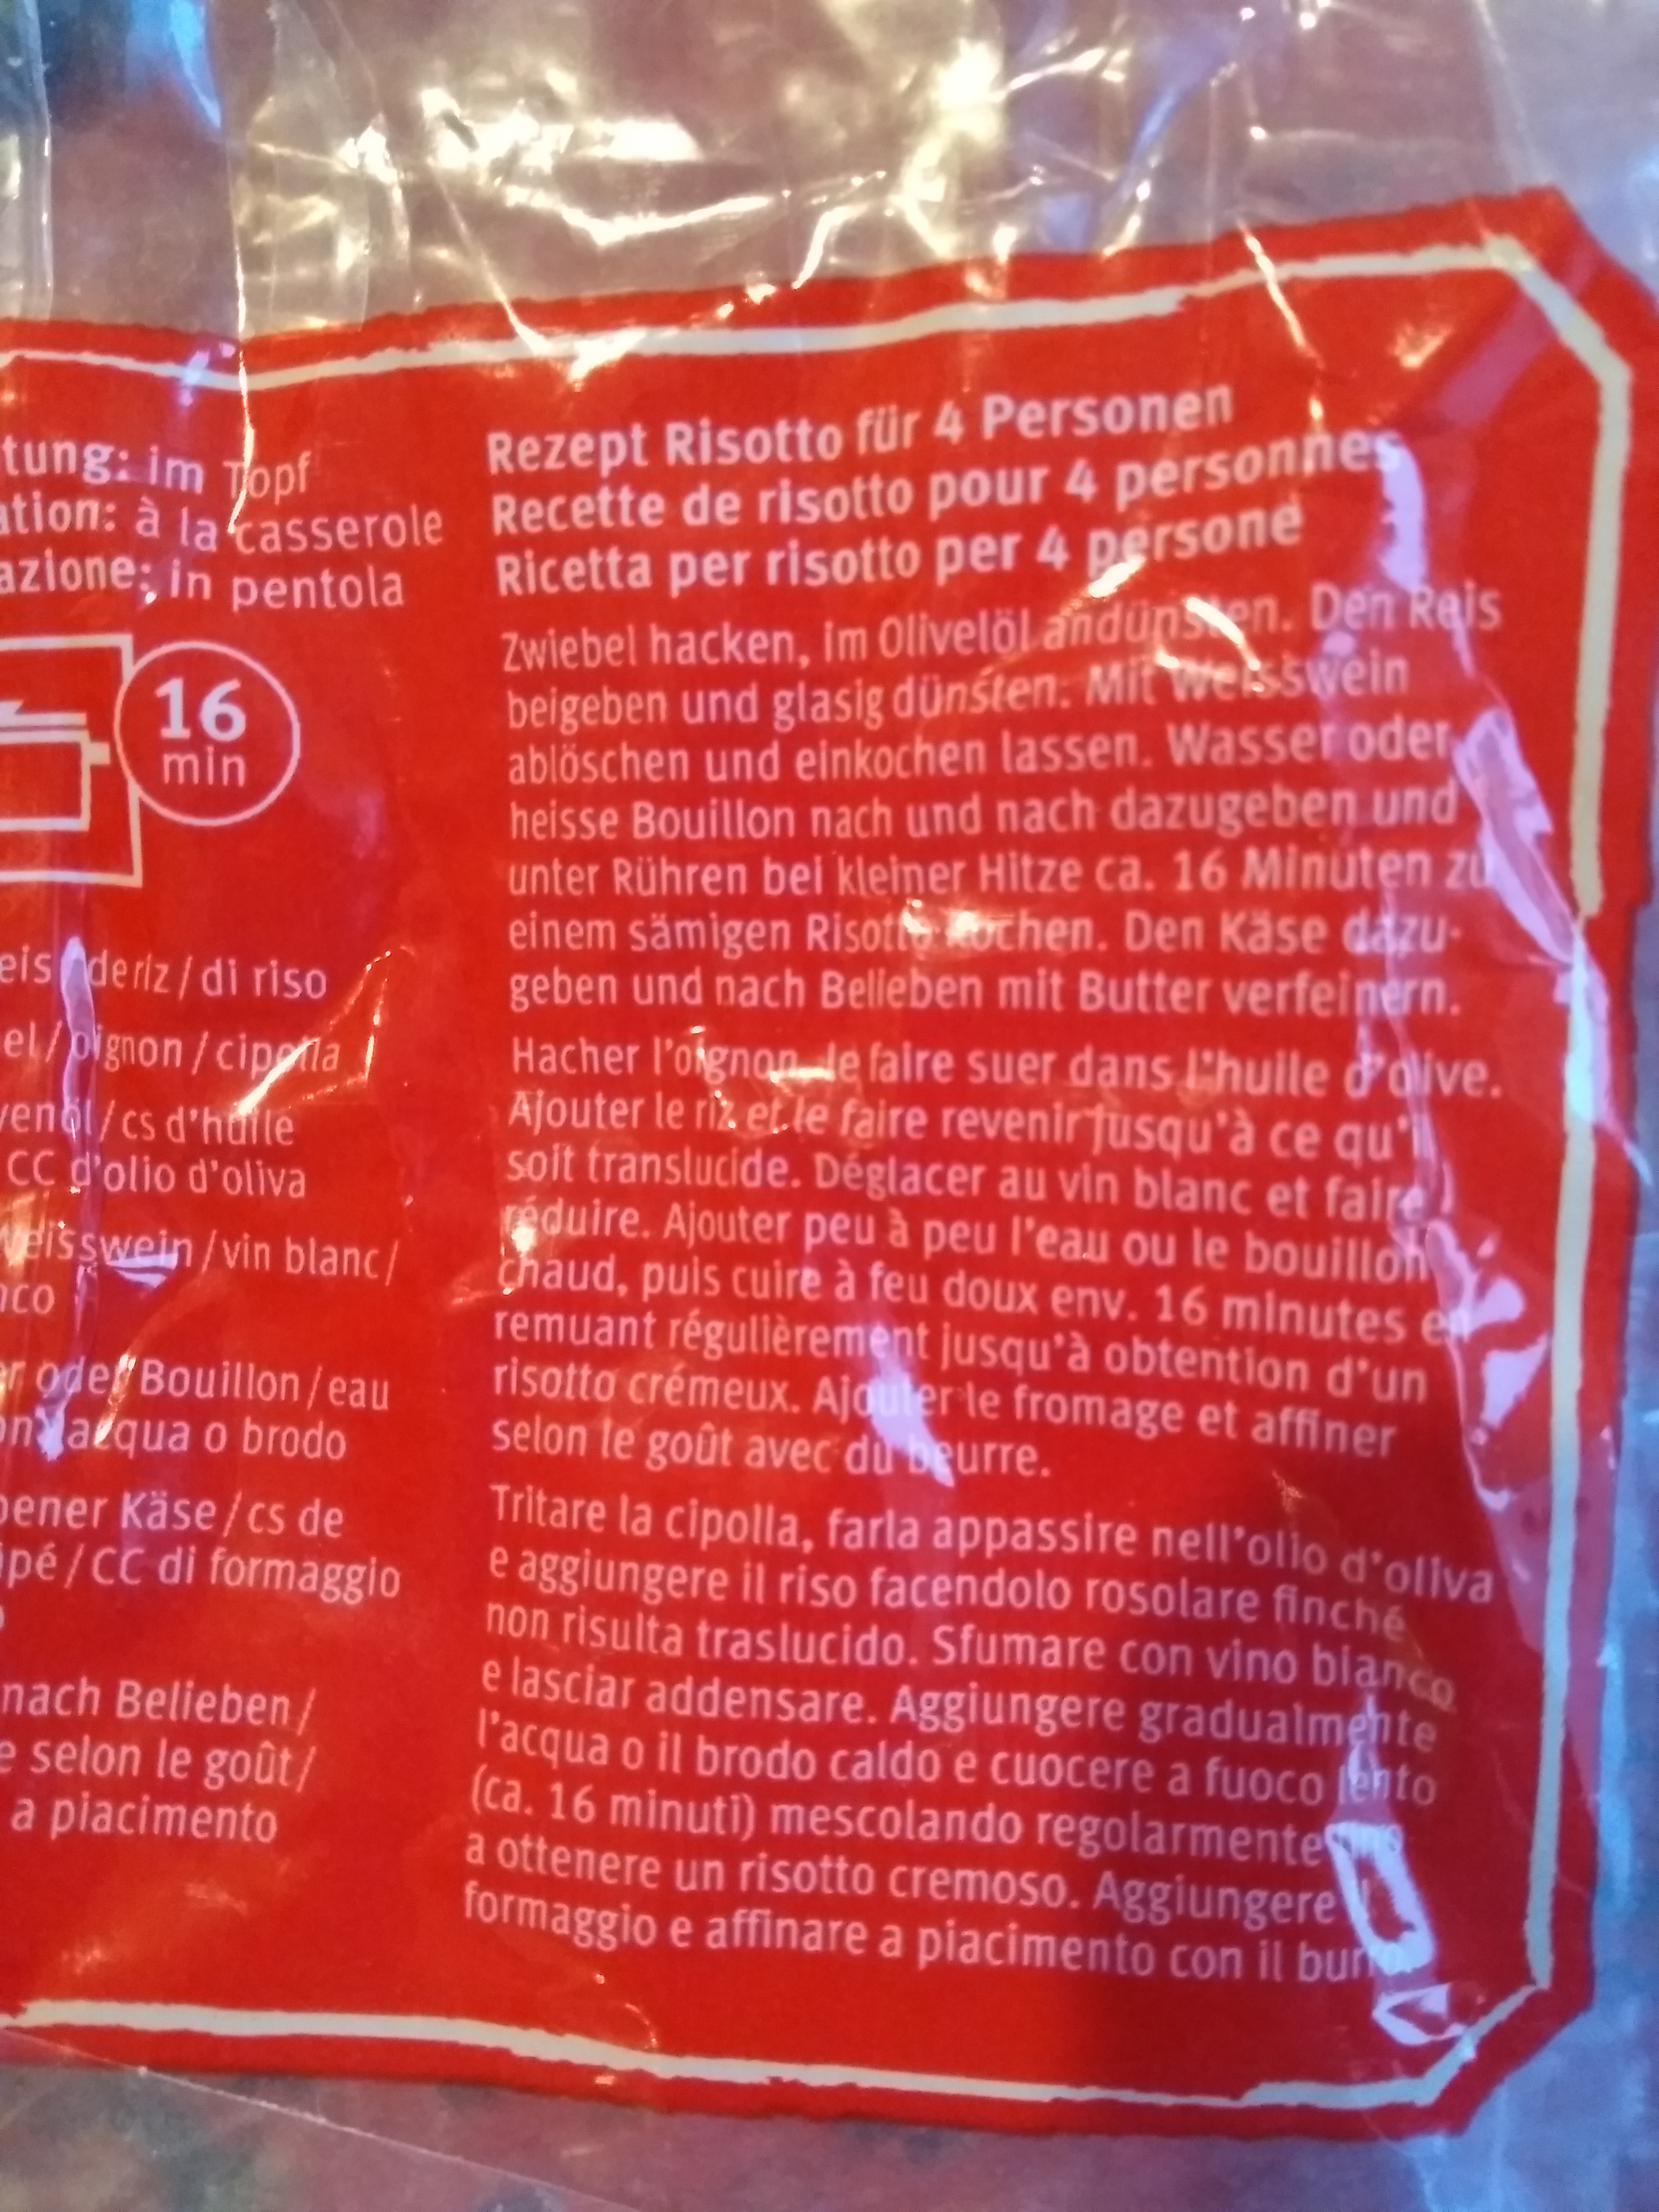 tung: im Topf
ation: à la casserole
azione: in pentola
16
min
eis de riz / di riso
el / oignon / cipolla
venöl / cs d'huile
CC d'olio d'oliva
Weisswein / vin blanc /
nco
r oder Bouillon / eau
on / acqua o brodo
bener Käse / cs de
âpé / CC di formaggio
nach Belieben /
e selon le goût /
a piacimento
Rezept Risotto für 4 Personen
Recette de risotto pour 4 personnes
Ricetta per risotto per 4 persone
Zwiebel hacken, im Olivelöl andünsten. Den Reis
beigeben und glasig dünsten. Mit Weisswein
ablöschen und einkochen lassen. Wasser oder
heisse Bouillon nach und nach dazugeben und
unter Rühren bei kleiner Hitze ca. 16 Minuten zu
einem sämigen Risotto kochen. Den Käse dazu-
geben und nach Belieben mit Butter verfeinern.
Hacher l'oignon, le faire suer dans l'huile d'olive.
Ajouter le riz et le faire revenir jusqu'à ce qu'il
soit translucide. Déglacer au vin blanc et faire
réduire. Ajouter peu à peu l'eau ou le bouillon
chaud, puis cuire à feu doux env. 16 minutes en
remuant régulièrement jusqu'à obtention d'un
risotto crémeux. Ajouter le fromage et affiner
selon le goût avec du beurre.
Tritare la cipolla, farla appassire nell'olio d'oliva
e aggiungere il riso facendolo rosolare finché
non risulta traslucido. Sfumare con vino bianco
e lasciar addensare. Aggiungere gradualmente
l'acqua o il brodo caldo e cuocere a fuoco lento
(ca. 16 minuti) mescolando regolarmente fino
a ottenere un risotto cremoso. Aggiungere il
formaggio e affinare a piacimento con il burro.